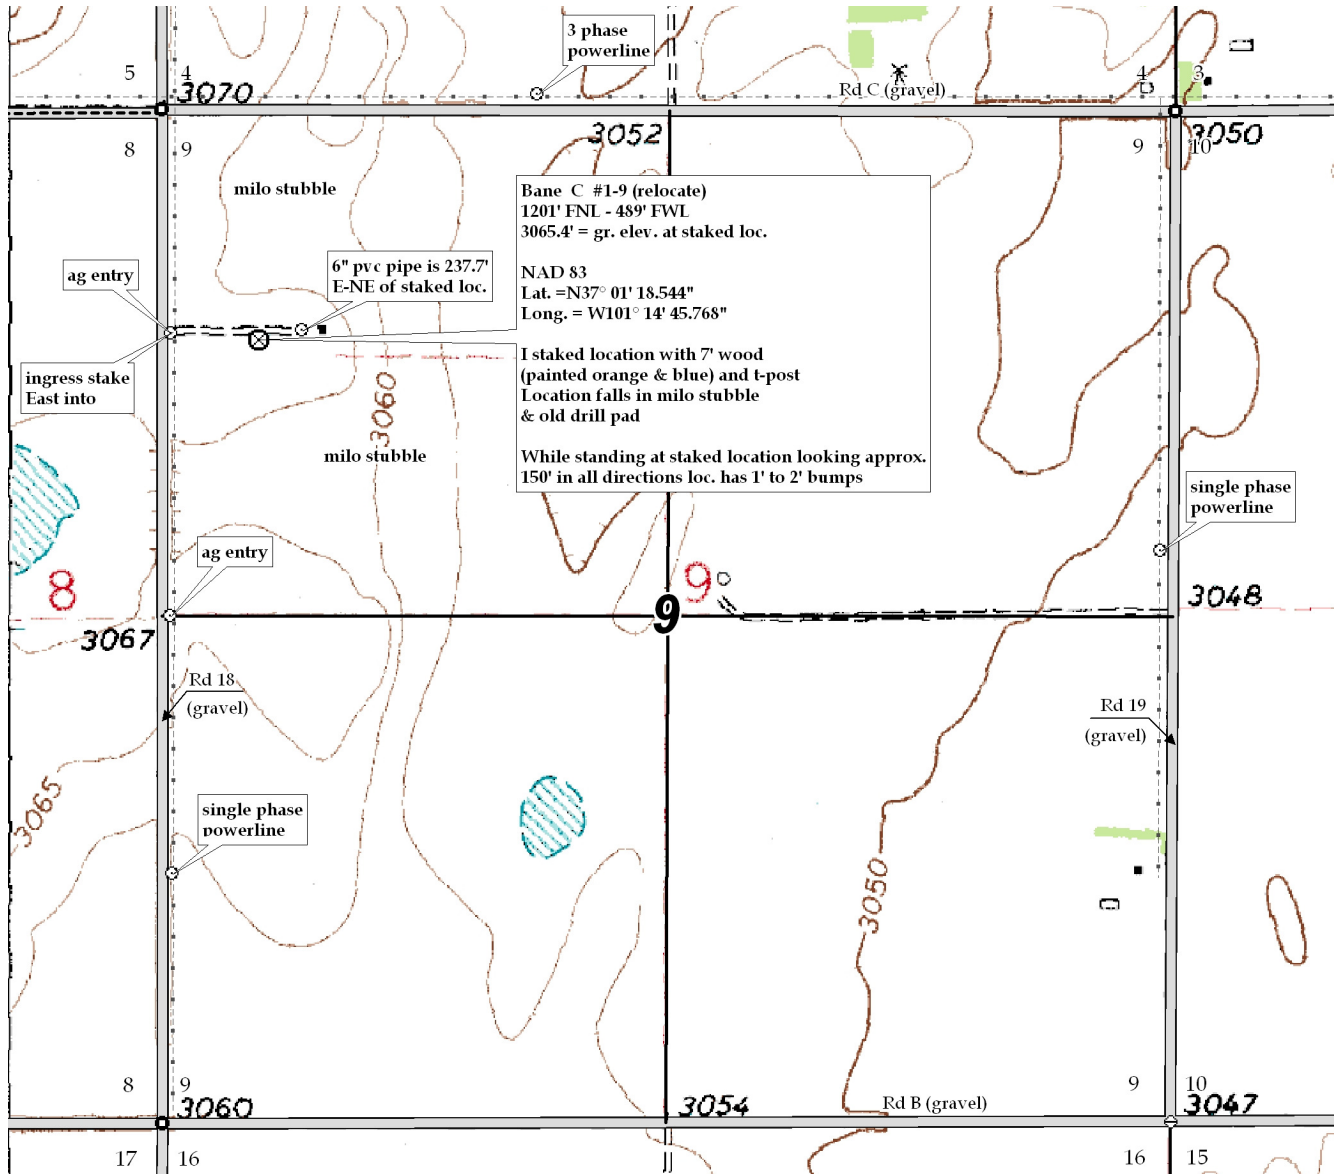 3 phase
powerline
5
4
4
3
3070
Rd C (gravel)
3052
3050
8
9
9
10
milo stubble
Bane C #1-9 (relocate)
1201' FNL - 489' FWL
3065.4' = gr. elev. at staked loc.
NAD 83
Lat. =N37° 01' 18.544"
Long. = W101° 14' 45.768"
I staked location with 7' wood
(painted orange & blue) and t-post
Location falls in milo stubble
& old drill pad
While standing at staked location looking approx.
150' in all directions loc. has 1' to 2' bumps
ag entry
6" pvc pipe is 237.7'
E-NE of staked loc.
ingress stake
East into
3060
milo stubble
single phase
powerline
ag entry
8
9
9
3048
3067
Rd 18
(gravel)
Rd 19
(gravel)
3065
single phase
powerline
3050
8
9
9
10
3060
3054
Rd B (gravel)
3047
17
16
16
15